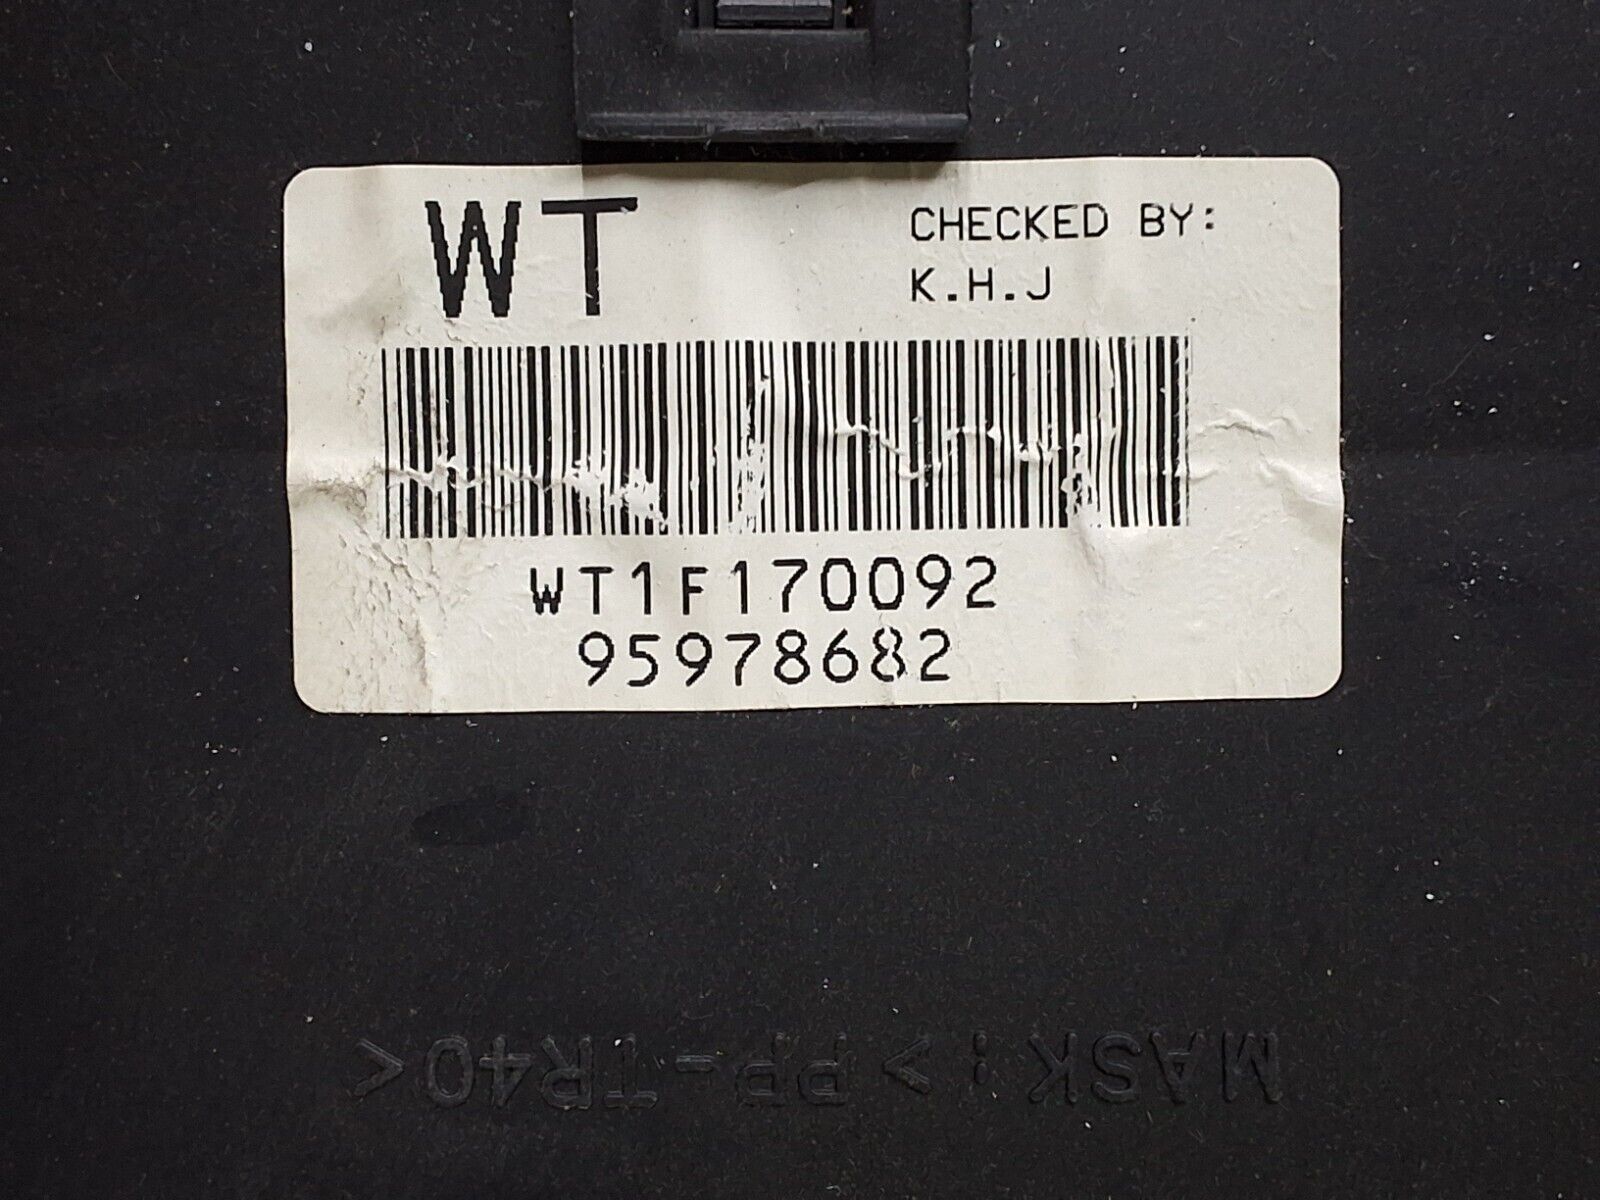 WT
CHECKED BY:
K.H.J
WT1F170092
95978682
MASK : >PP-TR40<